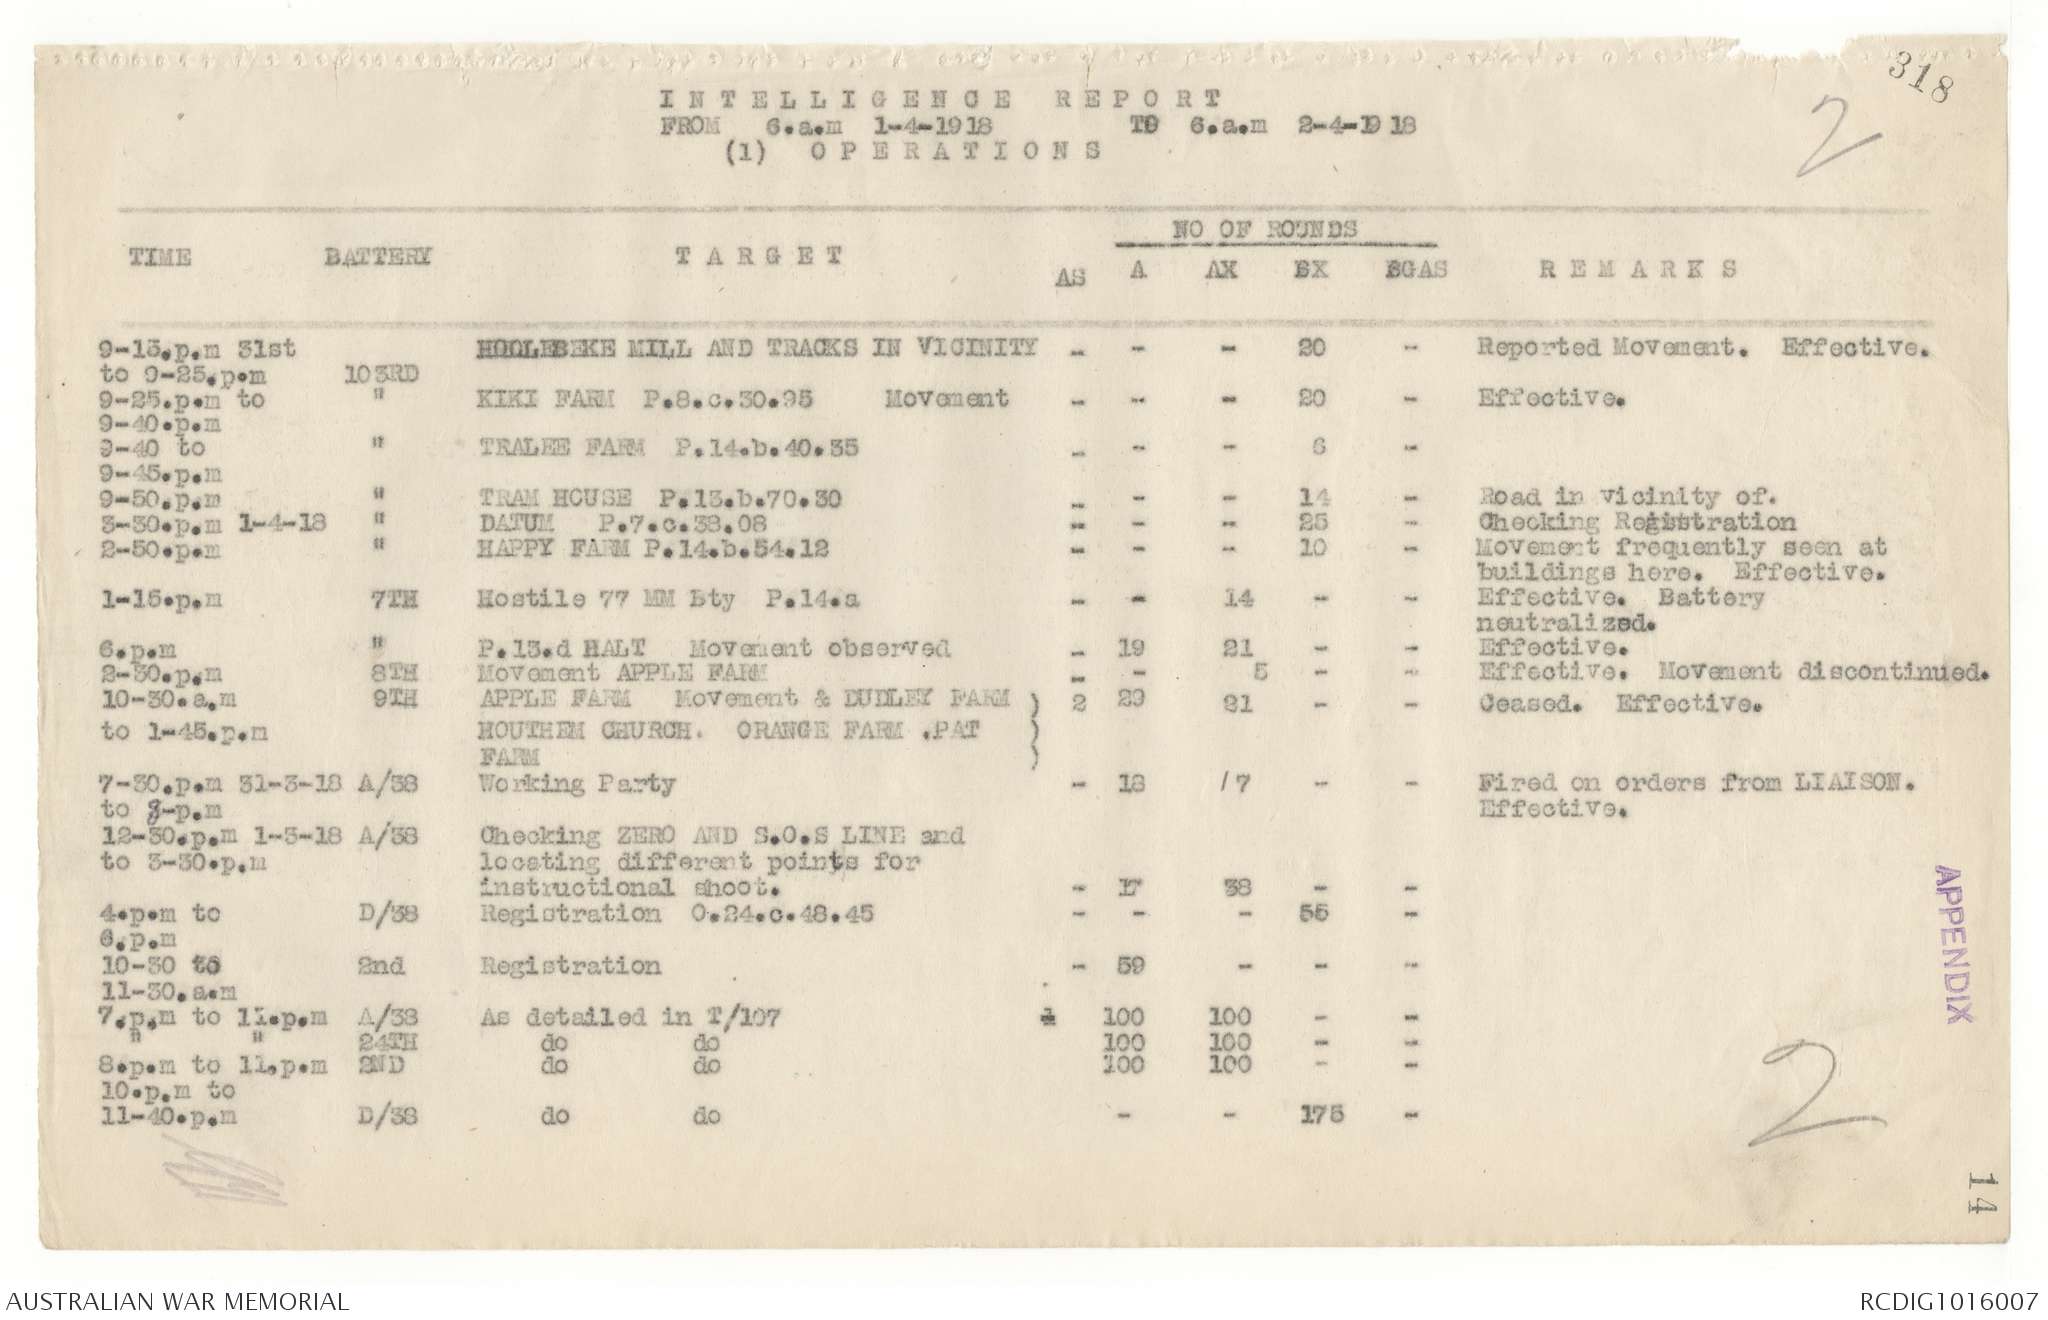 318
2
INTELLIGENCE REPORT
FROM 6.a.m 1-4-1918 TO 6.a.m 2-4-1918
(1) OPERATIONS
NO OF ROUNDS
TIME BATTERY TARGET AS A AX BX BGAS REMARKS
9-15.p.m 31st HOOLEBEKE MILL AND TRACKS IN VICINITY - - - 20 - Reported Movement. Effective.
to 9-25.p.m 103RD
9-25.p.m to " KIKI FARM P.8.c.30.95 Movement - - - 20 - Effective.
9-40.p.m
9-40 to " TRALEE FARM P.14.b.40.35 - - - 6 -
9-45.p.m
9-50.p.m " TRAM HOUSE P.13.b.70.30 - - - 14 - Road in vicinity of.
3-30.p.m 1-4-18 " DATUM P.7.c.38.08 - - - 25 - Checking Registration
2-50.p.m " HAPPY FARM P.14.b.54.12 - - - 10 - Movement frequently seen at
buildings here. Effective.
1-15.p.m 7TH Hostile 77 MM Bty P.14.a - - 14 - - Effective. Battery
neutralized.
6.p.m " P.13.d HALT Movement observed - 19 21 - - Effective.
2-30.p.m 8TH Movement APPLE FARM - - 5 - - Effective. Movement discontinued.
10-30.a.m 9TH APPLE FARM Movement & DUDLEY FARM ) 2 29 21 - - Ceased. Effective.
to 1-45.p.m HOUTHEM CHURCH. ORANGE FARM .PAT )
FARM )
7-30.p.m 31-3-18 A/38 Working Party - 18 17 - - Fired on orders from LIAISON.
to 8-p.m Effective.
12-30.p.m 1-3-18 A/38 Checking ZERO AND S.O.S LINE and
to 3-30.p.m locating different points for
instructional shoot. - 17 38 - -
4.p.m to D/38 Registration O.24.c.48.45 - - - 55 -
6.p.m
10-30 to 2nd Registration - 59 - - -
11-30.a.m
7.p.m to 11.p.m A/38 As detailed in T/107 - 100 100 - -
" " 24TH do do 100 100 - -
8.p.m to 11.p.m 2ND do do 100 100 - -
10.p.m to
11-40.p.m D/38 do do - - 175 -
APPENDIX
2
14
AUSTRALIAN WAR MEMORIAL RCDIG1016007